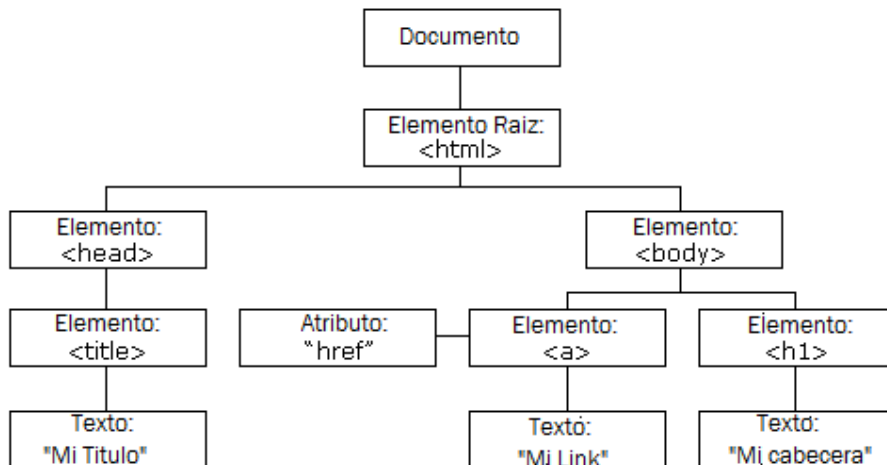 Documento
Elemento Raiz:
<html>
Elemento:
<head>
Elemento:
<body>
Elemento:
<title>
Atributo:
"href"
Elemento:
<a>
Elemento:
<h1>
Texto:
"Mi Titulo"
Texto:
"Mi Link"
Texto:
"Mi cabecera"